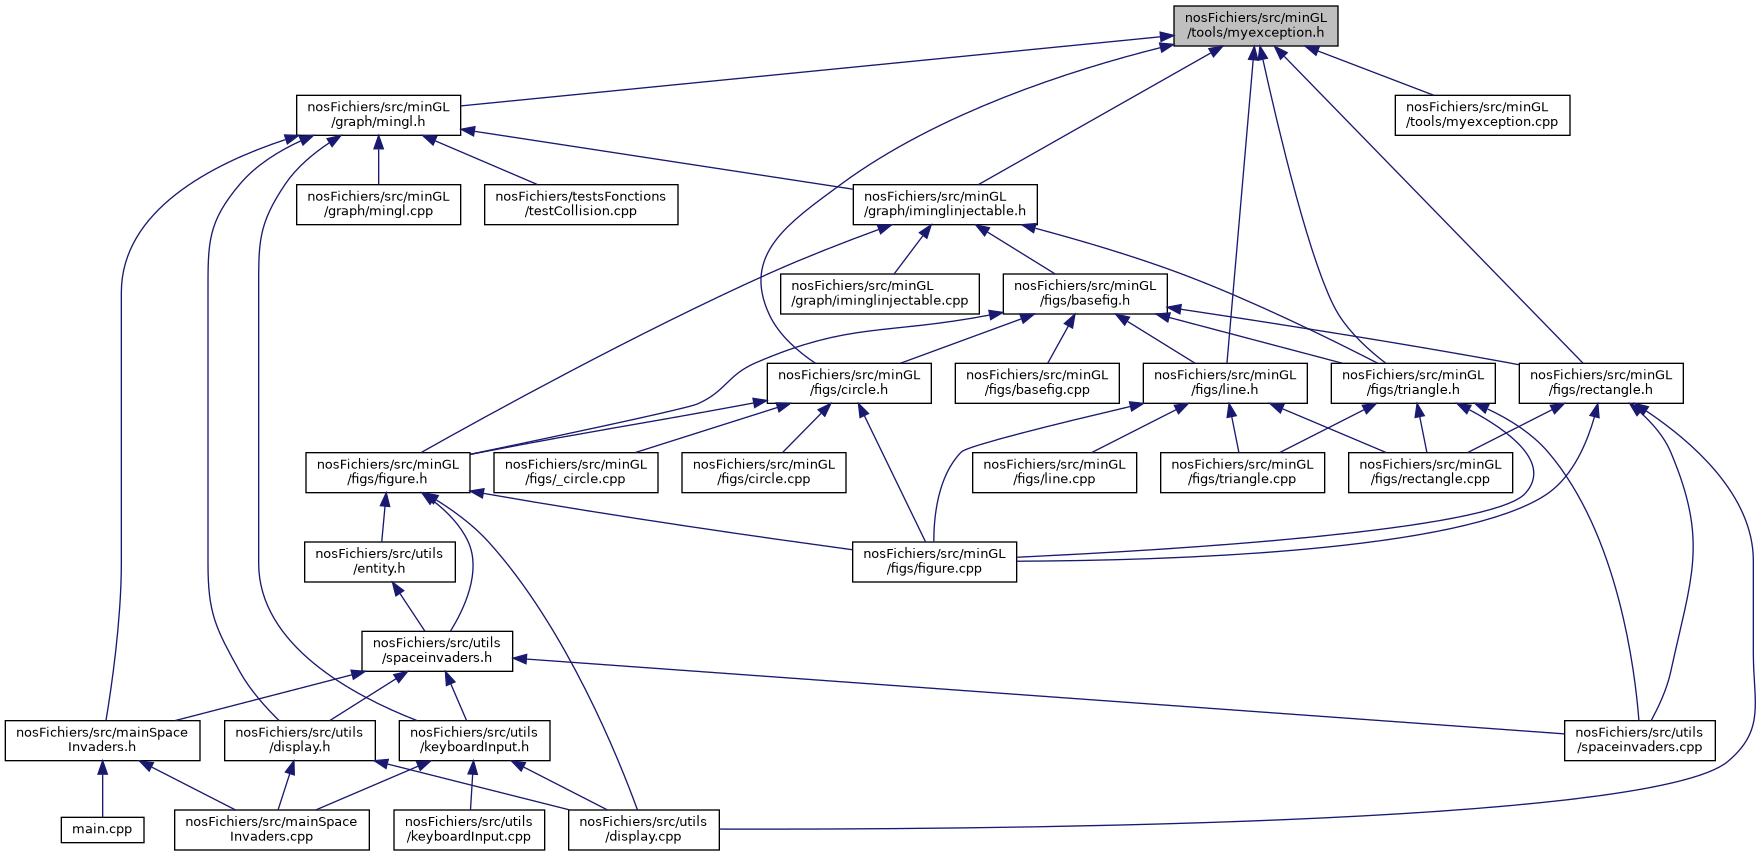 nosFichiers/src/minGL
/tools/myexception.h
nosFichiers/src/minGL
/graph/mingl.h
nosFichiers/src/minGL
/tools/myexception.cpp
nosFichiers/src/minGL
/graph/mingl.cpp
nosFichiers/testsFonctions
/testCollision.cpp
nosFichiers/src/minGL
/graph/iminglinjectable.h
nosFichiers/src/minGL
/graph/iminglinjectable.cpp
nosFichiers/src/minGL
/figs/basefig.h
nosFichiers/src/minGL
/figs/circle.h
nosFichiers/src/minGL
/figs/basefig.cpp
nosFichiers/src/minGL
/figs/line.h
nosFichiers/src/minGL
/figs/triangle.h
nosFichiers/src/minGL
/figs/rectangle.h
nosFichiers/src/minGL
/figs/figure.h
nosFichiers/src/minGL
/figs/_circle.cpp
nosFichiers/src/minGL
/figs/circle.cpp
nosFichiers/src/minGL
/figs/line.cpp
nosFichiers/src/minGL
/figs/triangle.cpp
nosFichiers/src/minGL
/figs/rectangle.cpp
nosFichiers/src/utils
/entity.h
nosFichiers/src/minGL
/figs/figure.cpp
nosFichiers/src/utils
/spaceinvaders.h
nosFichiers/src/mainSpace
Invaders.h
nosFichiers/src/utils
/display.h
nosFichiers/src/utils
/keyboardInput.h
nosFichiers/src/utils
/spaceinvaders.cpp
main.cpp
nosFichiers/src/mainSpace
Invaders.cpp
nosFichiers/src/utils
/keyboardInput.cpp
nosFichiers/src/utils
/display.cpp